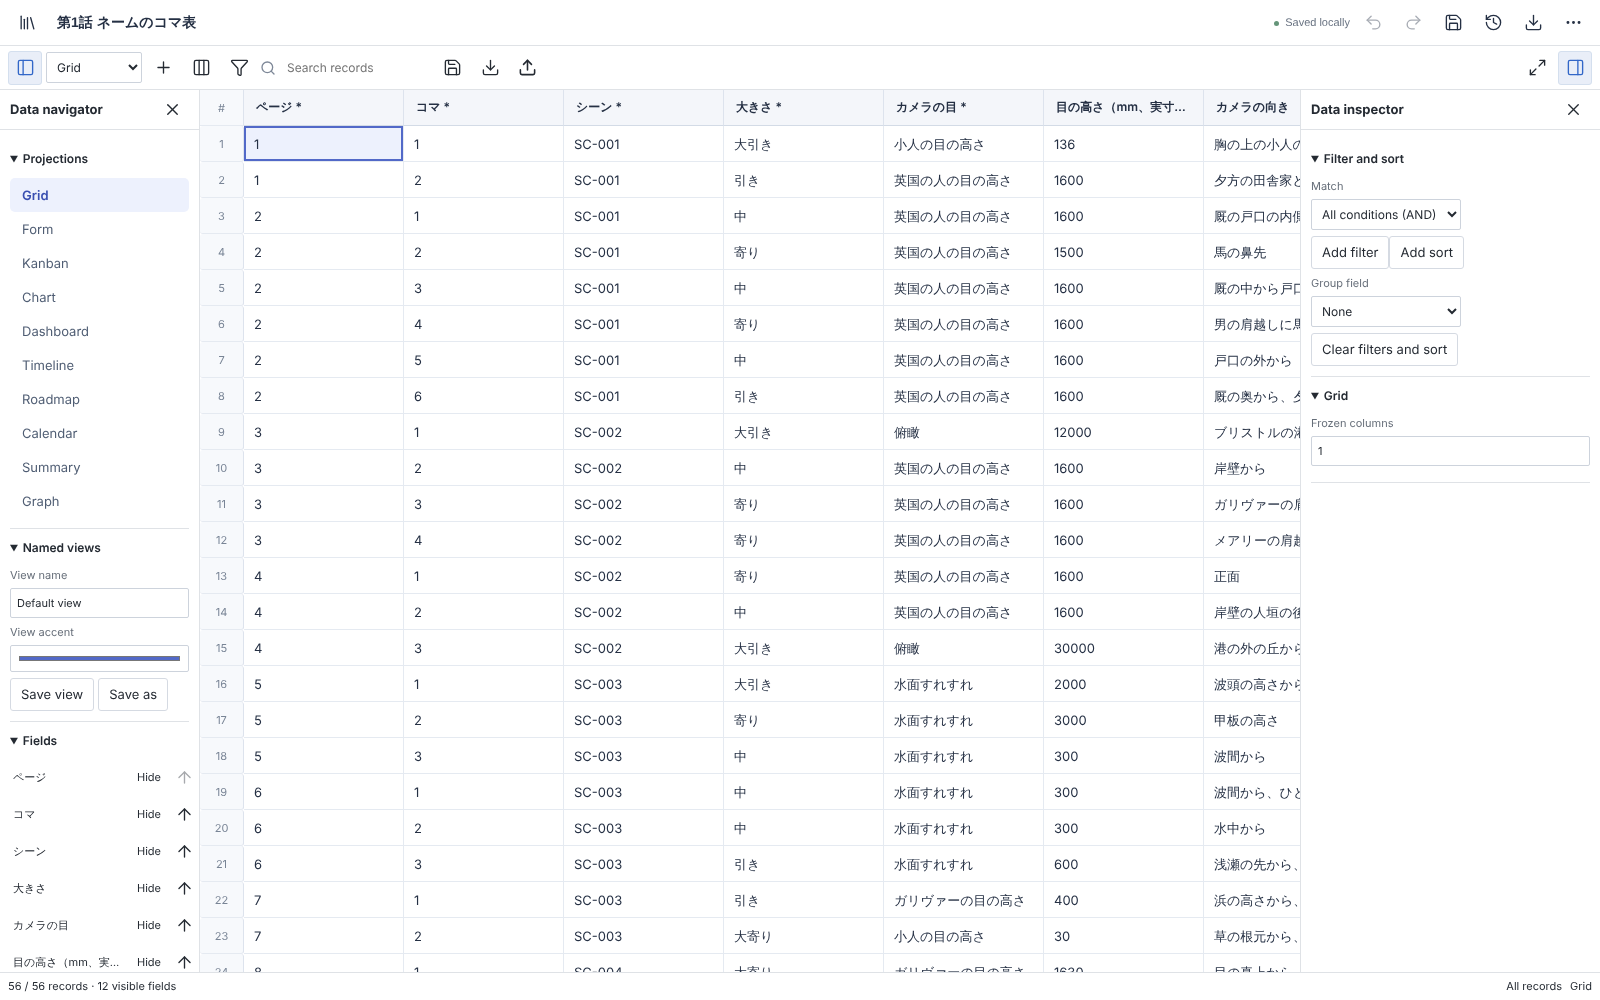 第1話 ネームのコマ表
Saved locally
Grid
Search records
Data navigator
Projections
Grid
Form
Kanban
Chart
Dashboard
Timeline
Roadmap
Calendar
Summary
Graph
Named views
View name
Default view
View accent
Save view Save as
Fields
ページ Hide
コマ Hide
シーン Hide
大きさ Hide
カメラの目 Hide
目の高さ（mm、実... Hide
# ページ * コマ * シーン * 大きさ * カメラの目 * 目の高さ（mm、実寸... カメラの向き
1 1 1 SC-001 大引き 小人の目の高さ 136 胸の上の小人の
2 1 2 SC-001 引き 英国の人の目の高さ 1600 夕方の田舎家と
3 2 1 SC-001 中 英国の人の目の高さ 1600 厩の戸口の内側
4 2 2 SC-001 寄り 英国の人の目の高さ 1500 馬の鼻先
5 2 3 SC-001 中 英国の人の目の高さ 1600 厩の中から戸口
6 2 4 SC-001 寄り 英国の人の目の高さ 1600 男の肩越しに馬
7 2 5 SC-001 中 英国の人の目の高さ 1600 戸口の外から
8 2 6 SC-001 引き 英国の人の目の高さ 1600 厩の奥から、夕
9 3 1 SC-002 大引き 俯瞰 12000 ブリストルの港
10 3 2 SC-002 中 英国の人の目の高さ 1600 岸壁から
11 3 3 SC-002 寄り 英国の人の目の高さ 1600 ガリヴァーの肩
12 3 4 SC-002 寄り 英国の人の目の高さ 1600 メアリーの肩越
13 4 1 SC-002 寄り 英国の人の目の高さ 1600 正面
14 4 2 SC-002 中 英国の人の目の高さ 1600 岸壁の人垣の後
15 4 3 SC-002 大引き 俯瞰 30000 港の外の丘から
16 5 1 SC-003 大引き 水面すれすれ 2000 波頭の高さから
17 5 2 SC-003 寄り 水面すれすれ 3000 甲板の高さ
18 5 3 SC-003 中 水面すれすれ 300 波間から
19 6 1 SC-003 中 水面すれすれ 300 波間から、ひと
20 6 2 SC-003 中 水面すれすれ 300 水中から
21 6 3 SC-003 引き 水面すれすれ 600 浅瀬の先から、
22 7 1 SC-003 引き ガリヴァーの目の高さ 400 浜の高さから、
23 7 2 SC-003 大寄り 小人の目の高さ 30 草の根元から、
24 8 1 SC-004 大寄り ガリヴァーの目の高さ 1630 目の真上から
Data inspector
Filter and sort
Match
All conditions (AND)
Add filter Add sort
Group field
None
Clear filters and sort
Grid
Frozen columns
1
56 / 56 records · 12 visible fields
All records Grid